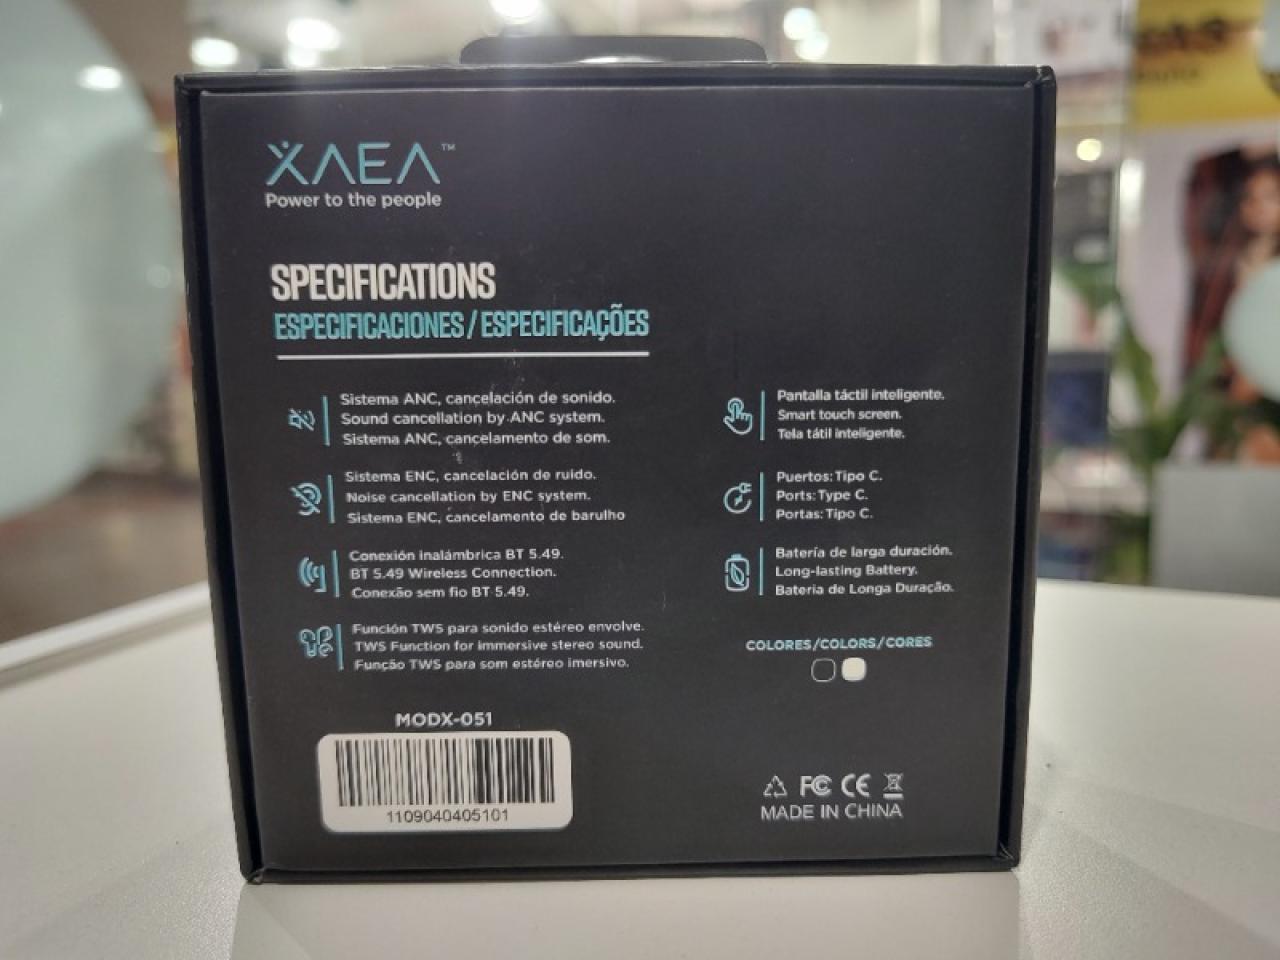 XAEA™
Power to the people
SPECIFICATIONS
ESPECIFICACIONES / ESPECIFICAÇÕES
Sistema ANC, cancelación de sonido.
Sound cancellation by ANC system.
Sistema ANC, cancelamento de som.
Sistema ENC, cancelación de ruido.
Noise cancellation by ENC system.
Sistema ENC, cancelamento de barulho
Conexión inalámbrica BT 5.49.
BT 5.49 Wireless Connection.
Conexão sem fio BT 5.49.
Función TWS para sonido estéreo envolve.
TWS Function for immersive stereo sound.
Função TWS para som estéreo imersivo.
Pantalla táctil inteligente.
Smart touch screen.
Tela tátil inteligente.
Puertos: Tipo C.
Ports: Type C.
Portas: Tipo C.
Batería de larga duración.
Long-lasting Battery.
Bateria de Longa Duração.
COLORES/COLORS/CORES
MODX-051
1109040405101
FC CE
MADE IN CHINA